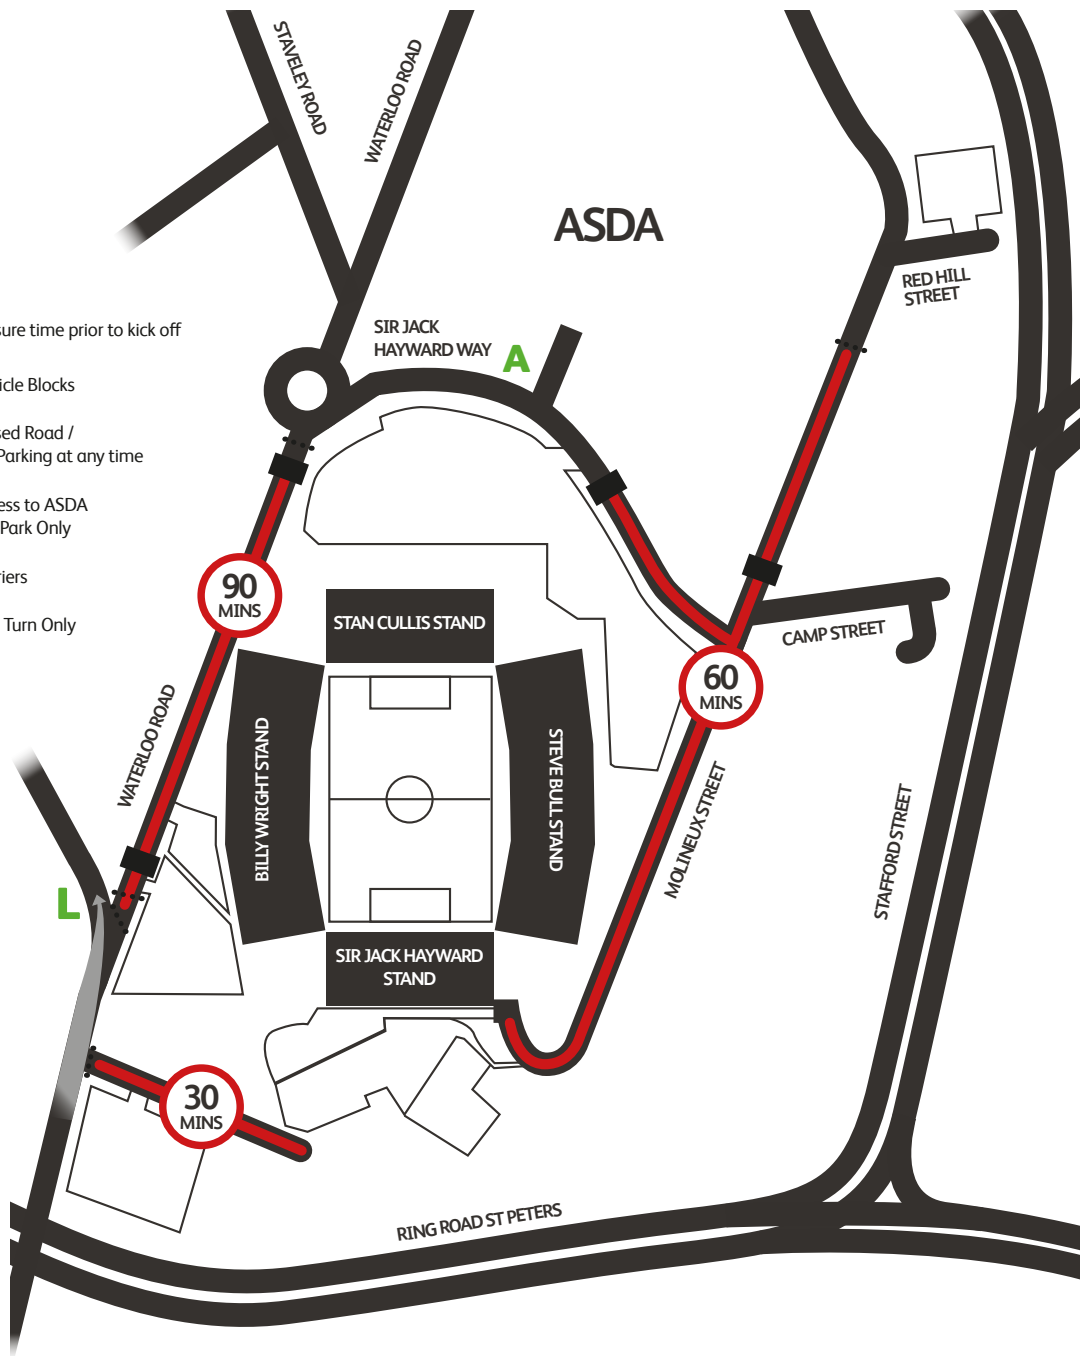 STAVELEY ROAD
WATERLOO ROAD
ASDA
RED HILL
STREET
SIR JACK
HAYWARD WAY
A
sure time prior to kick off
icle Blocks
sed Road /
Parking at any time
ess to ASDA
Park Only
riers
Turn Only
90
MINS
STAN CULLIS STAND
CAMP STREET
60
MINS
WATERLOO ROAD
BILLY WRIGHT STAND
STEVE BULL STAND
MOLINEUX STREET
STAFFORD STREET
L
SIR JACK HAYWARD
STAND
30
MINS
RING ROAD ST PETERS